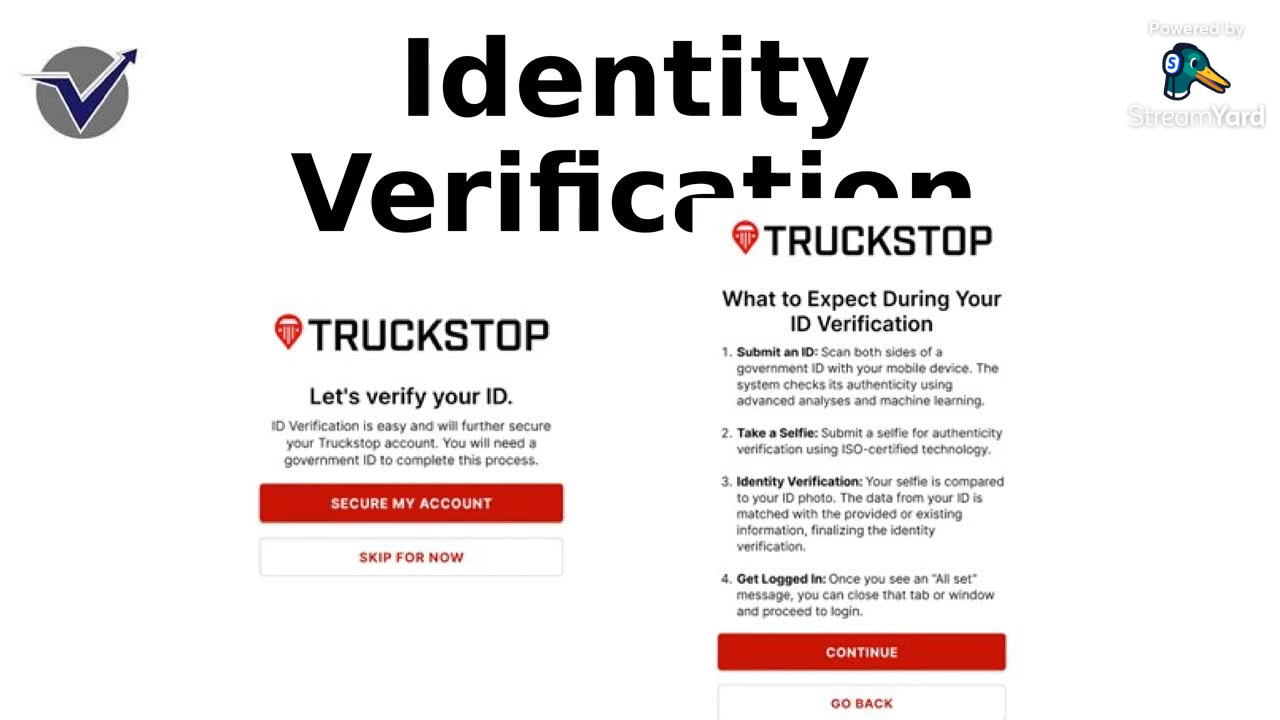 Identity
Verification
Powered by
StreamYard
TRUCKSTOP
Let's verify your ID.
ID Verification is easy and will further secure
your Truckstop account. You will need a
government ID to complete this process.
SECURE MY ACCOUNT
SKIP FOR NOW
TRUCKSTOP
What to Expect During Your
ID Verification
1. Submit an ID: Scan both sides of a
government ID with your mobile device. The
system checks its authenticity using
advanced analyses and machine learning.
2. Take a Selfie: Submit a selfie for authenticity
verification using ISO-certified technology.
3. Identity Verification: Your selfie is compared
to your ID photo. The data from your ID is
matched with the provided or existing
information, finalizing the identity
verification.
4. Get Logged In: Once you see an "All set"
message, you can close that tab or window
and proceed to login.
CONTINUE
GO BACK